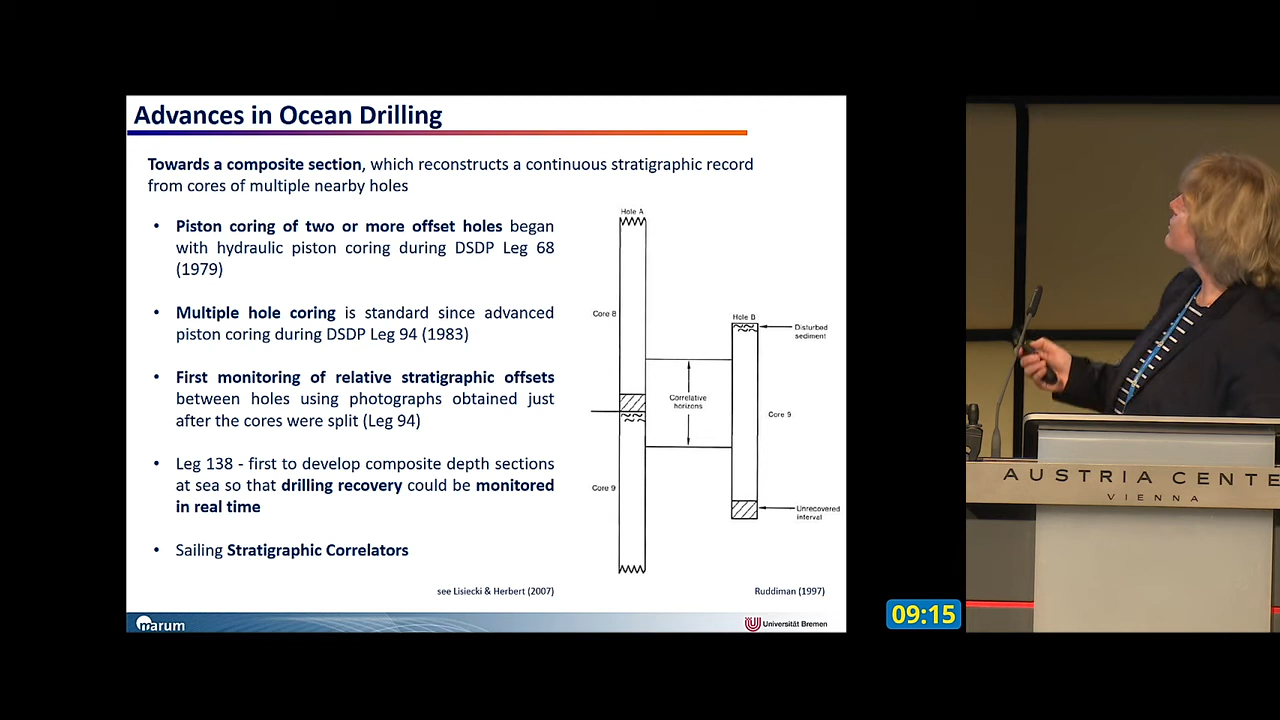 Advances in Ocean Drilling
Towards a composite section, which reconstructs a continuous stratigraphic record
from cores of multiple nearby holes
• Piston coring of two or more offset holes began
with hydraulic piston coring during DSDP Leg 68
(1979)
• Multiple hole coring is standard since advanced
piston coring during DSDP Leg 94 (1983)
• First monitoring of relative stratigraphic offsets
between holes using photographs obtained just
after the cores were split (Leg 94)
• Leg 138 - first to develop composite depth sections
at sea so that drilling recovery could be monitored
in real time
• Sailing Stratigraphic Correlators
see Lisiecki & Herbert (2007)
Hole A
Core 8
Core 9
Correlative
horizons
Hole B
Disturbed
sediment
Core 9
Unrecovered
interval
Ruddiman (1997)
marum
Universität Bremen
09:15
AUSTRIA CENTE
VIENNA